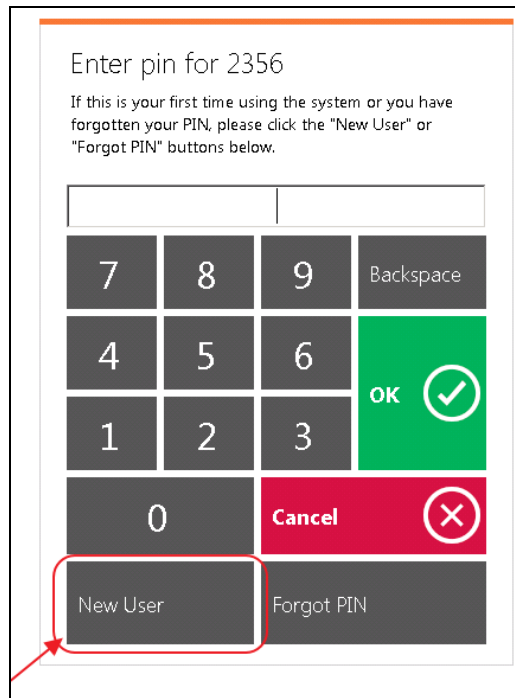 Enter pin for 2356
If this is your first time using the system or you have
forgotten your PIN, please click the "New User" or
"Forgot PIN" buttons below.
7 8 9 Backspace
4 5 6
OK
1 2 3
0 Cancel
New User Forgot PIN